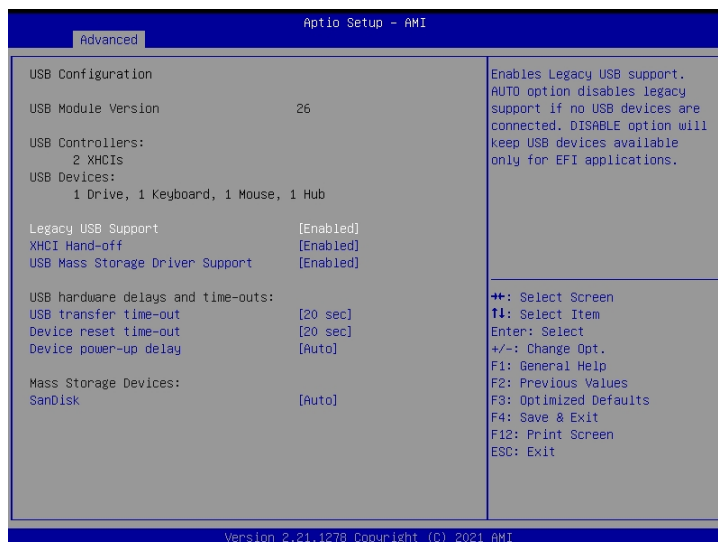 Aptio Setup – AMI
Advanced
USB Configuration
USB Module Version 26
USB Controllers:
2 XHCIs
USB Devices:
1 Drive, 1 Keyboard, 1 Mouse, 1 Hub
Legacy USB Support [Enabled]
XHCI Hand-off [Enabled]
USB Mass Storage Driver Support [Enabled]
USB hardware delays and time-outs:
USB transfer time-out [20 sec]
Device reset time-out [20 sec]
Device power-up delay [Auto]
Mass Storage Devices:
SanDisk [Auto]
Enables Legacy USB support.
AUTO option disables legacy
support if no USB devices are
connected. DISABLE option will
keep USB devices available
only for EFI applications.
→←: Select Screen
↑↓: Select Item
Enter: Select
+/-: Change Opt.
F1: General Help
F2: Previous Values
F3: Optimized Defaults
F4: Save & Exit
F12: Print Screen
ESC: Exit
Version 2.21.1278 Copyright (C) 2021 AMI